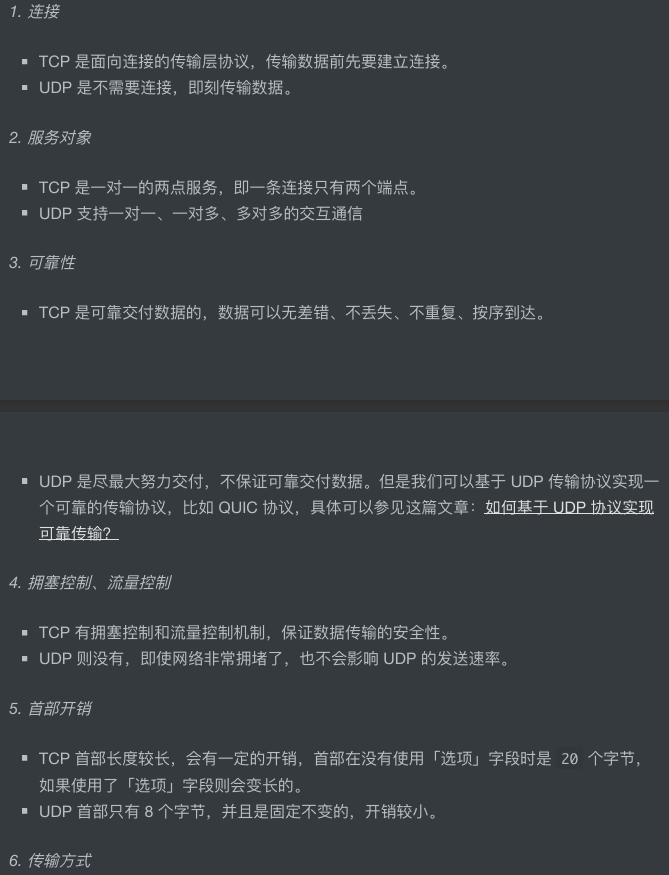 1. 连接
▪ TCP 是面向连接的传输层协议，传输数据前先要建立连接。
▪ UDP 是不需要连接，即刻传输数据。
2. 服务对象
▪ TCP 是一对一的两点服务，即一条连接只有两个端点。
▪ UDP 支持一对一、一对多、多对多的交互通信
3. 可靠性
▪ TCP 是可靠交付数据的，数据可以无差错、不丢失、不重复、按序到达。
▪ UDP 是尽最大努力交付，不保证可靠交付数据。但是我们可以基于 UDP 传输协议实现一
个可靠的传输协议，比如 QUIC 协议，具体可以参见这篇文章：如何基于 UDP 协议实现
可靠传输？
4. 拥塞控制、流量控制
▪ TCP 有拥塞控制和流量控制机制，保证数据传输的安全性。
▪ UDP 则没有，即使网络非常拥堵了，也不会影响 UDP 的发送速率。
5. 首部开销
▪ TCP 首部长度较长，会有一定的开销，首部在没有使用「选项」字段时是 20 个字节，
如果使用了「选项」字段则会变长的。
▪ UDP 首部只有 8 个字节，并且是固定不变的，开销较小。
6. 传输方式